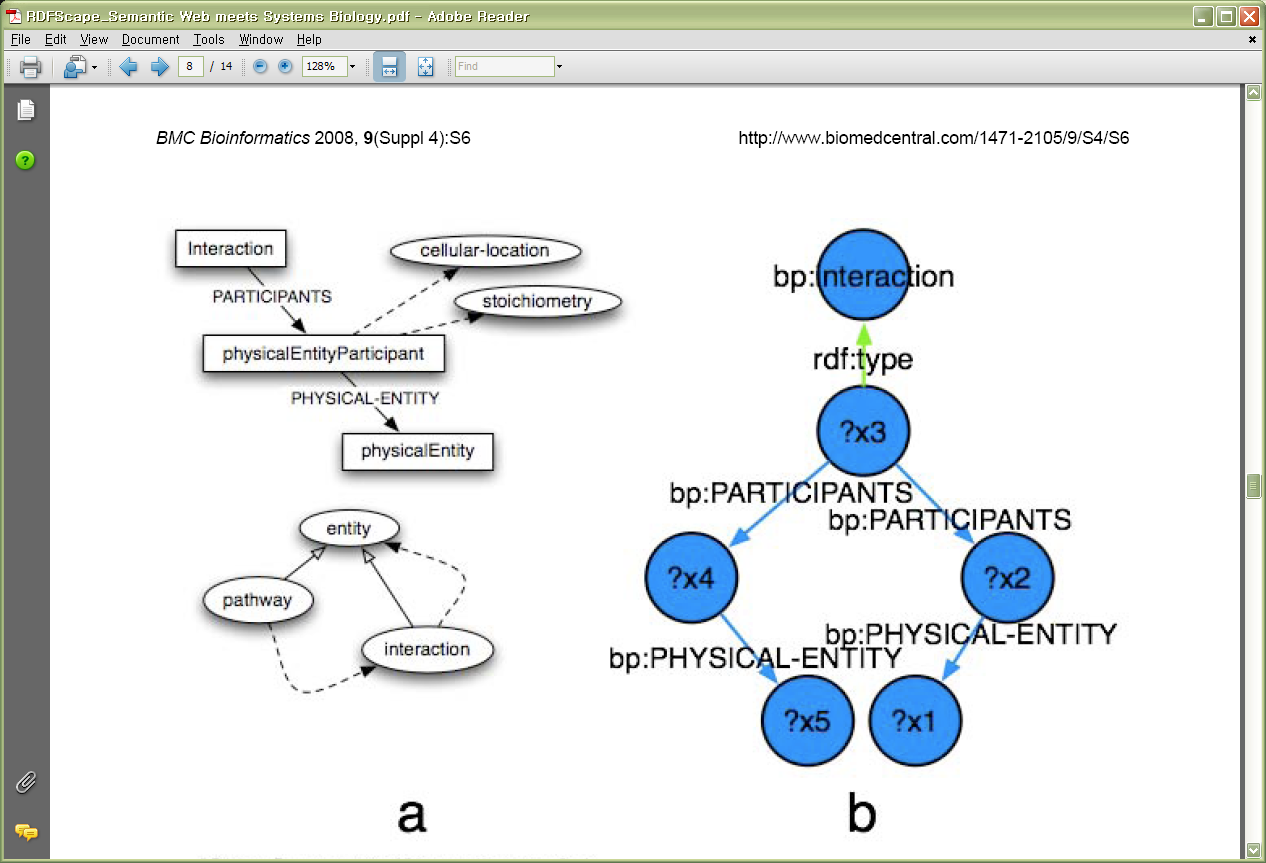 RDFScape_Semantic Web meets Systems Biology.pdf - Adobe Reader
File Edit View Document Tools Window Help
8 / 14 128% Find
BMC Bioinformatics 2008, 9(Suppl 4):S6 http://www.biomedcentral.com/1471-2105/9/S4/S6
Interaction
cellular-location
PARTICIPANTS
stoichiometry
physicalEntityParticipant
PHYSICAL-ENTITY
physicalEntity
entity
pathway
interaction
a
bp:interaction
rdf:type
?x3
bp:PARTICIPANTS
bp:PARTICIPANTS
?x4
?x2
bp:PHYSICAL-ENTITY
bp:PHYSICAL-ENTITY
?x5
?x1
b